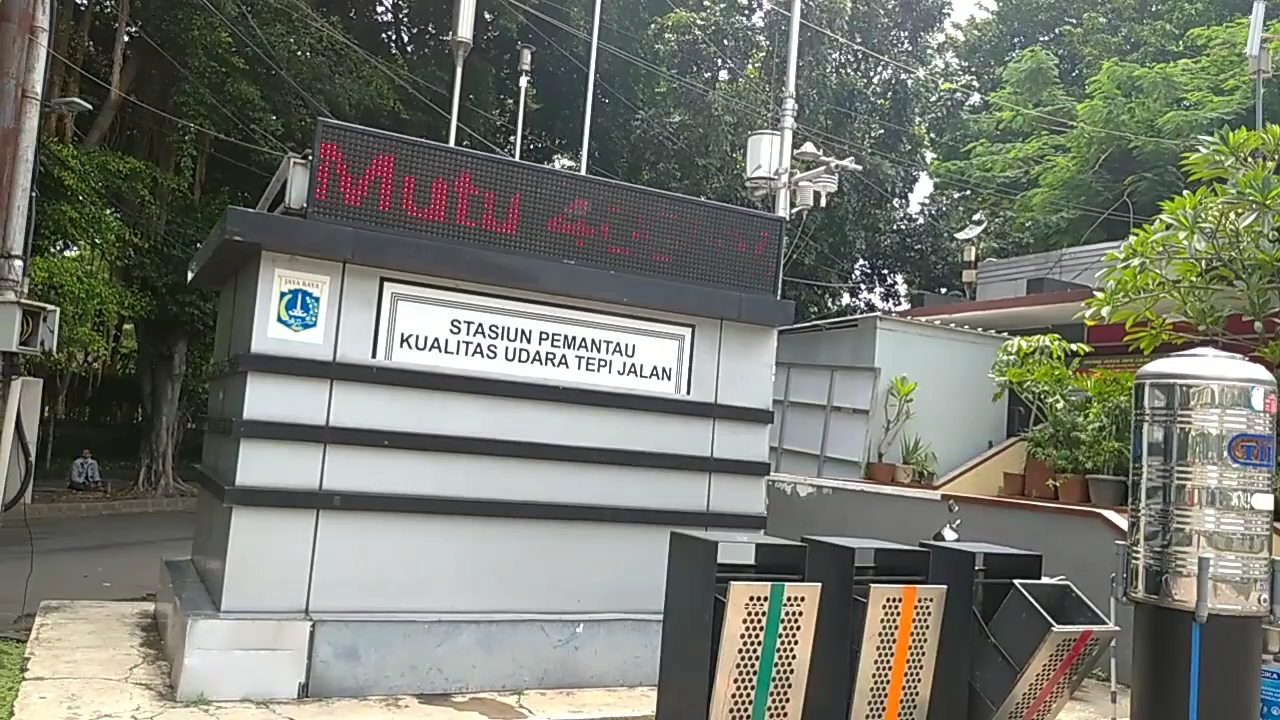 Mutu
JAYA RAYA
STASIUN PEMANTAU
KUALITAS UDARA TEPI JALAN